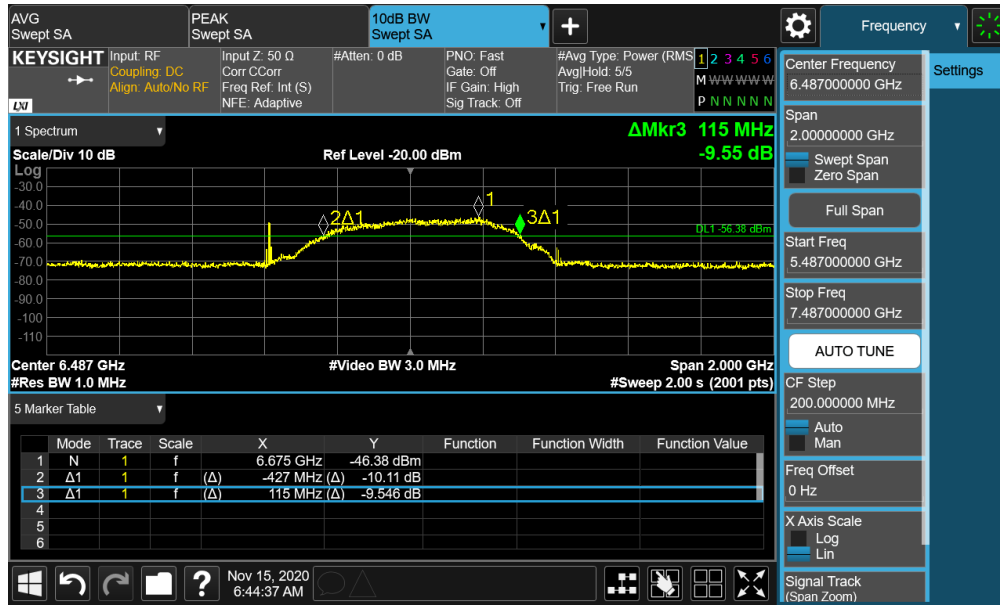 AVG
Swept SA
PEAK
Swept SA
10dB BW
Swept SA
Frequency
KEYSIGHT
LXI
Input: RF
Coupling: DC
Align: Auto/No RF
Input Z: 50 Ω
Corr CCorr
Freq Ref: Int (S)
NFE: Adaptive
#Atten: 0 dB
PNO: Fast
Gate: Off
IF Gain: High
Sig Track: Off
#Avg Type: Power (RMS
Avg|Hold: 5/5
Trig: Free Run
1 2 3 4 5 6
M W W W W W
P N N N N N
1 Spectrum
ΔMkr3 115 MHz
-9.55 dB
Scale/Div 10 dB
Ref Level -20.00 dBm
Log
-30.0
-40.0
-50.0
-60.0
-70.0
-80.0
-90.0
-100
-110
2Δ1
1
3Δ1
DL1 -56.38 dBm
Center 6.487 GHz
#Video BW 3.0 MHz
Span 2.000 GHz
#Res BW 1.0 MHz
#Sweep 2.00 s (2001 pts)
5 Marker Table
Mode Trace Scale X Y Function Function Width Function Value
1 N 1 f 6.675 GHz -46.38 dBm
2 Δ1 1 f (Δ) -427 MHz (Δ) -10.11 dB
3 Δ1 1 f (Δ) 115 MHz (Δ) -9.546 dB
4
5
6
?
Nov 15, 2020
6:44:37 AM
Center Frequency
6.487000000 GHz
Settings
Span
2.00000000 GHz
Swept Span
Zero Span
Full Span
Start Freq
5.487000000 GHz
Stop Freq
7.487000000 GHz
AUTO TUNE
CF Step
200.000000 MHz
Auto
Man
Freq Offset
0 Hz
X Axis Scale
Log
Lin
Signal Track
(Span Zoom)